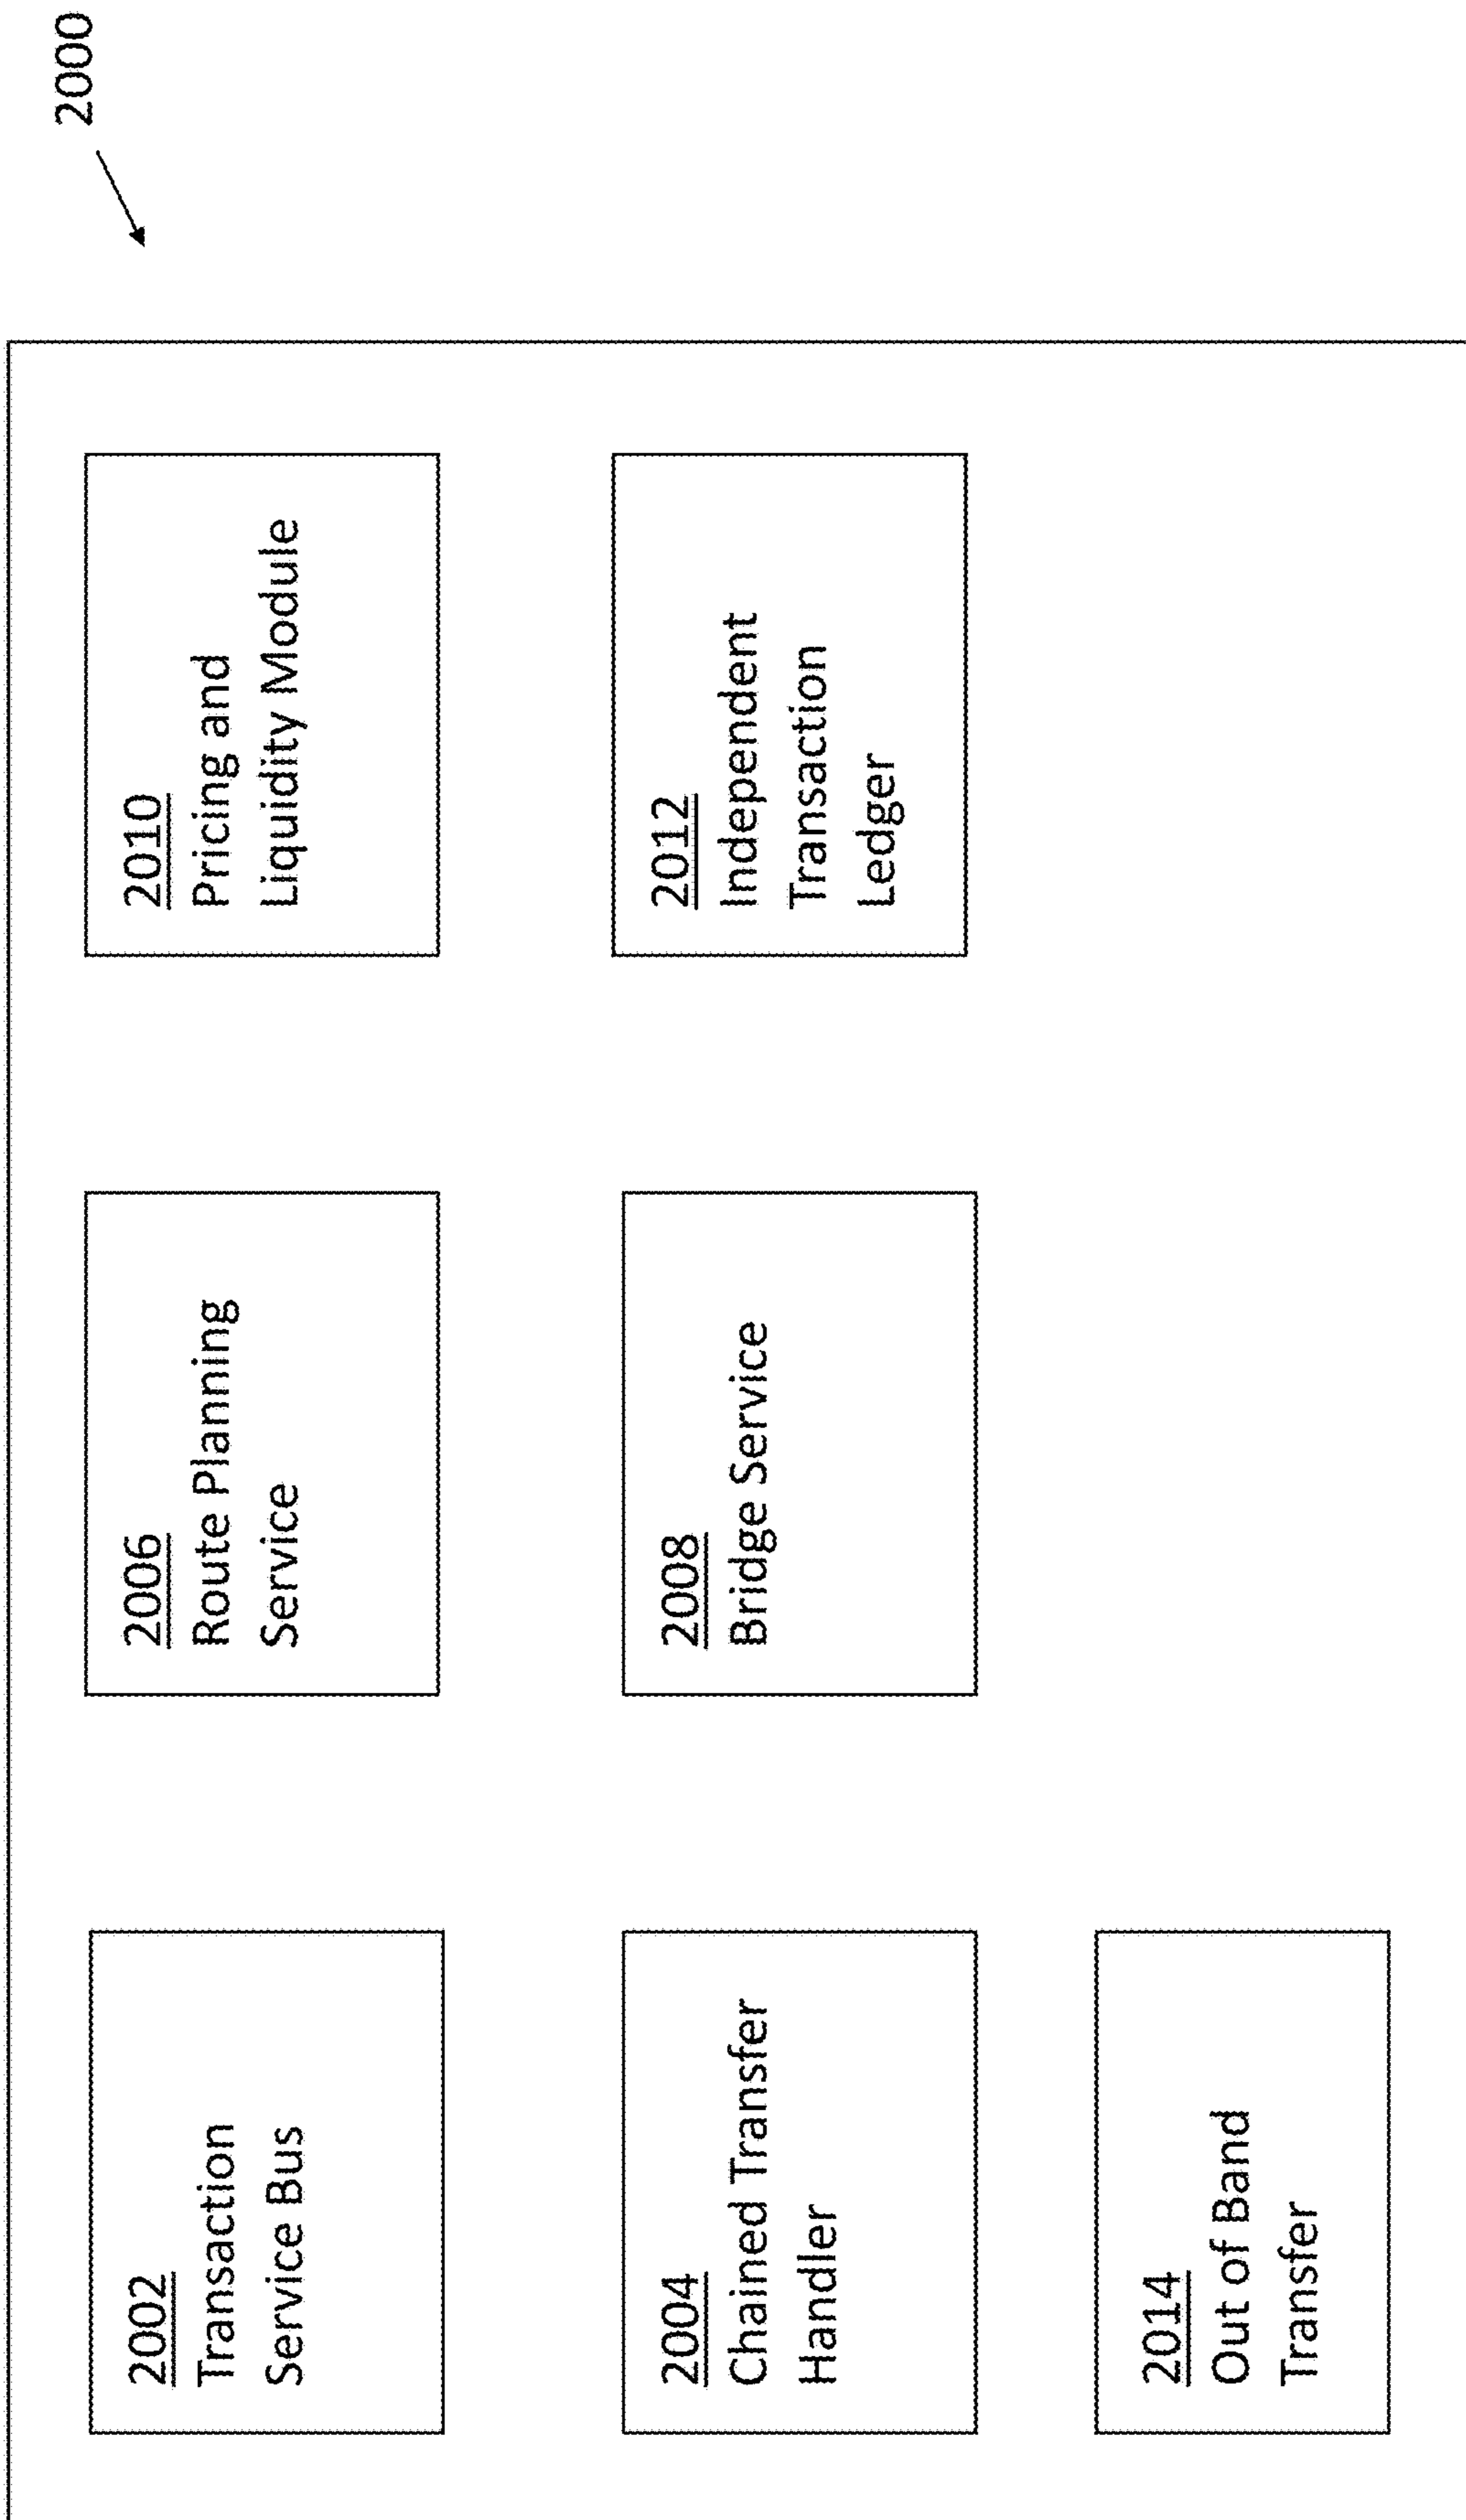 2000
2002
Transaction
Service Bus
2006
Route Planning
Service
2010
Pricing and
Liquidity Module
2004
Chained Transfer
Handler
2008
Bridge Service
2012
Independent
Transaction
Ledger
2014
Out of Band
Transfer